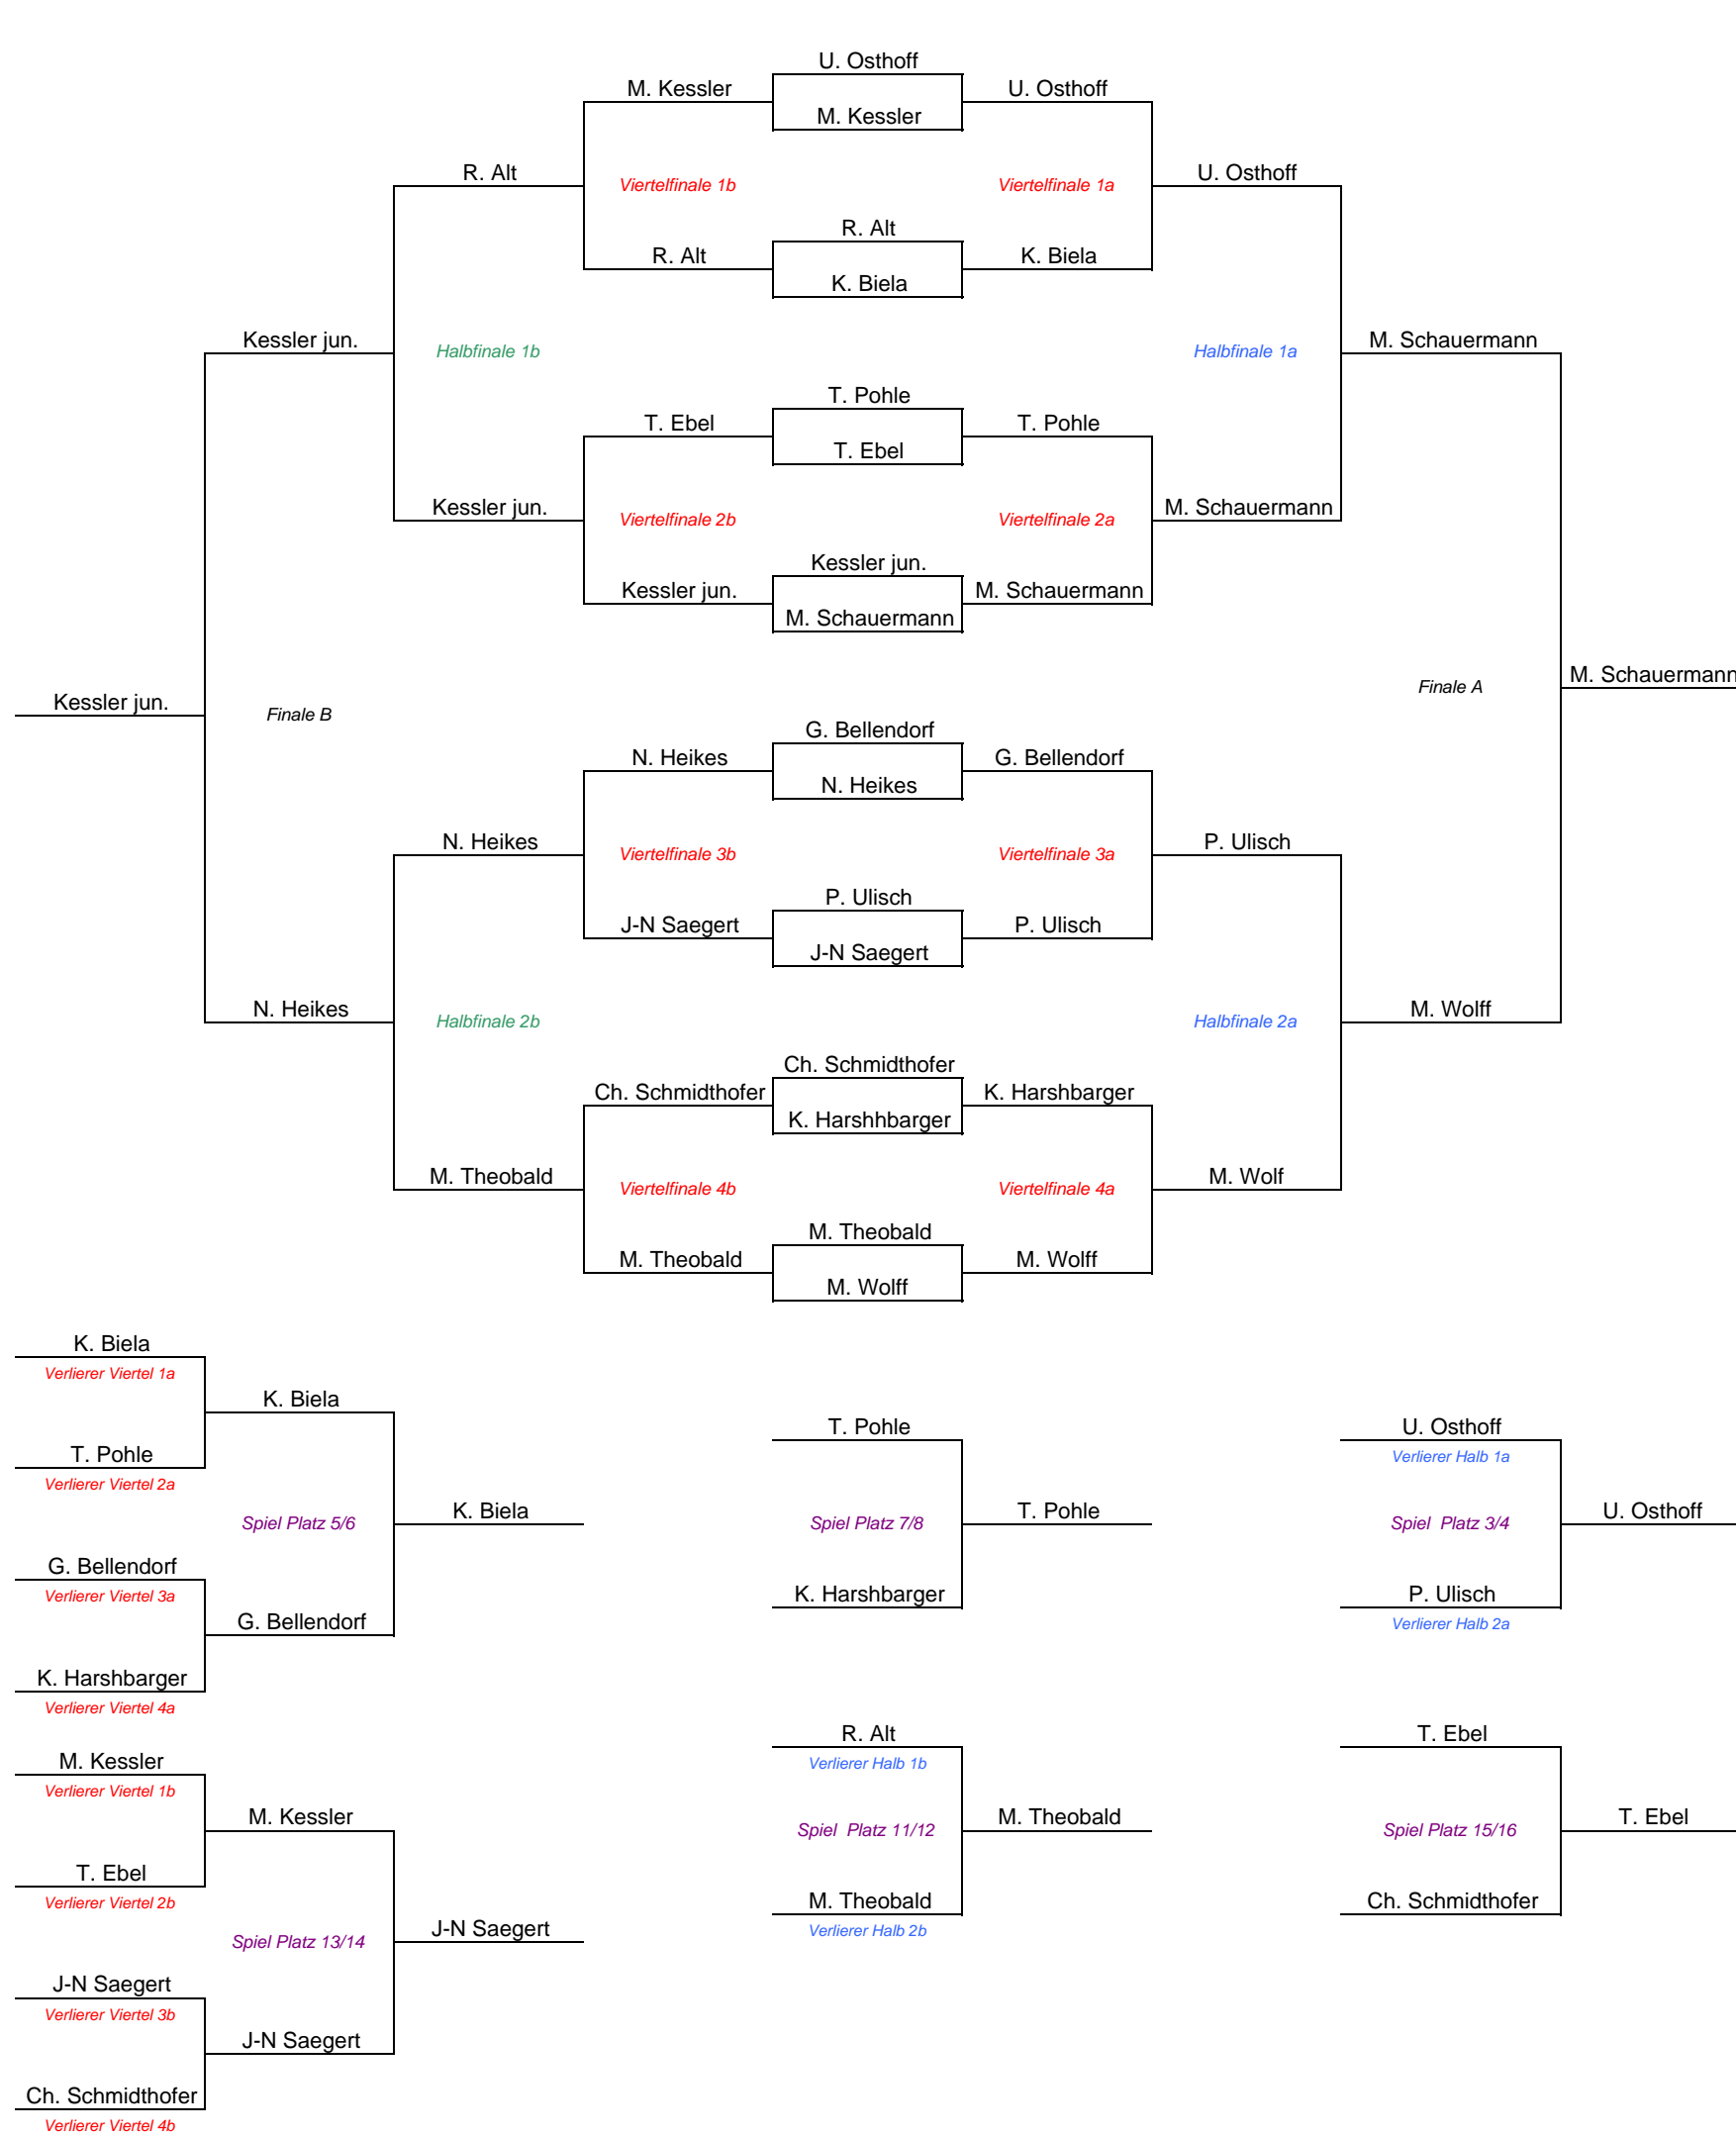 U. Osthoff
M. Kessler
U. Osthoff
M. Kessler
R. Alt
Viertelfinale 1b
Viertelfinale 1a
U. Osthoff
R. Alt
R. Alt
K. Biela
K. Biela
Kessler jun.
Halbfinale 1b
Halbfinale 1a
M. Schauermann
T. Pohle
T. Ebel
T. Pohle
T. Ebel
Kessler jun.
Viertelfinale 2b
Viertelfinale 2a
M. Schauermann
Kessler jun.
Kessler jun.
M. Schauermann
M. Schauermann
Kessler jun.
Finale B
Finale A
M. Schauermann
G. Bellendorf
N. Heikes
G. Bellendorf
N. Heikes
N. Heikes
Viertelfinale 3b
Viertelfinale 3a
P. Ulisch
P. Ulisch
J-N Saegert
P. Ulisch
J-N Saegert
N. Heikes
Halbfinale 2b
Halbfinale 2a
M. Wolff
Ch. Schmidthofer
Ch. Schmidthofer
K. Harshbarger
K. Harshhbarger
M. Theobald
Viertelfinale 4b
Viertelfinale 4a
M. Wolf
M. Theobald
M. Theobald
M. Wolff
M. Wolff
K. Biela
Verlierer Viertel 1a
K. Biela
T. Pohle
Verlierer Viertel 2a
Spiel Platz 5/6
K. Biela
G. Bellendorf
Verlierer Viertel 3a
G. Bellendorf
K. Harshbarger
Verlierer Viertel 4a
T. Pohle
Spiel Platz 7/8
T. Pohle
K. Harshbarger
U. Osthoff
Verlierer Halb 1a
Spiel Platz 3/4
U. Osthoff
P. Ulisch
Verlierer Halb 2a
M. Kessler
Verlierer Viertel 1b
M. Kessler
T. Ebel
Verlierer Viertel 2b
Spiel Platz 13/14
J-N Saegert
J-N Saegert
Verlierer Viertel 3b
J-N Saegert
Ch. Schmidthofer
Verlierer Viertel 4b
R. Alt
Verlierer Halb 1b
Spiel Platz 11/12
M. Theobald
M. Theobald
Verlierer Halb 2b
T. Ebel
Spiel Platz 15/16
T. Ebel
Ch. Schmidthofer